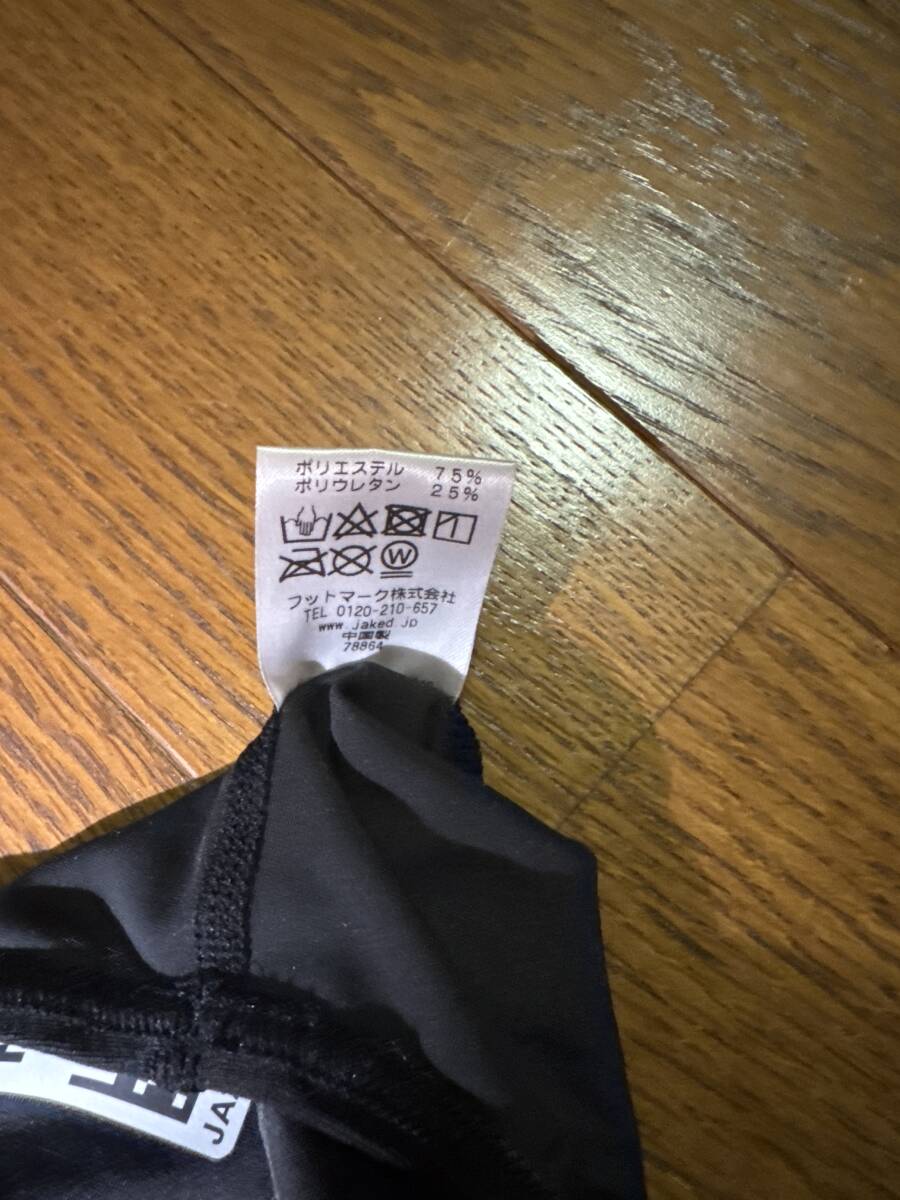 ポリエステル 75%
ポリウレタン 25%
W
フットマーク株式会社
TEL 0120-210-657
www.jaked.jp
中国製
78864
JA